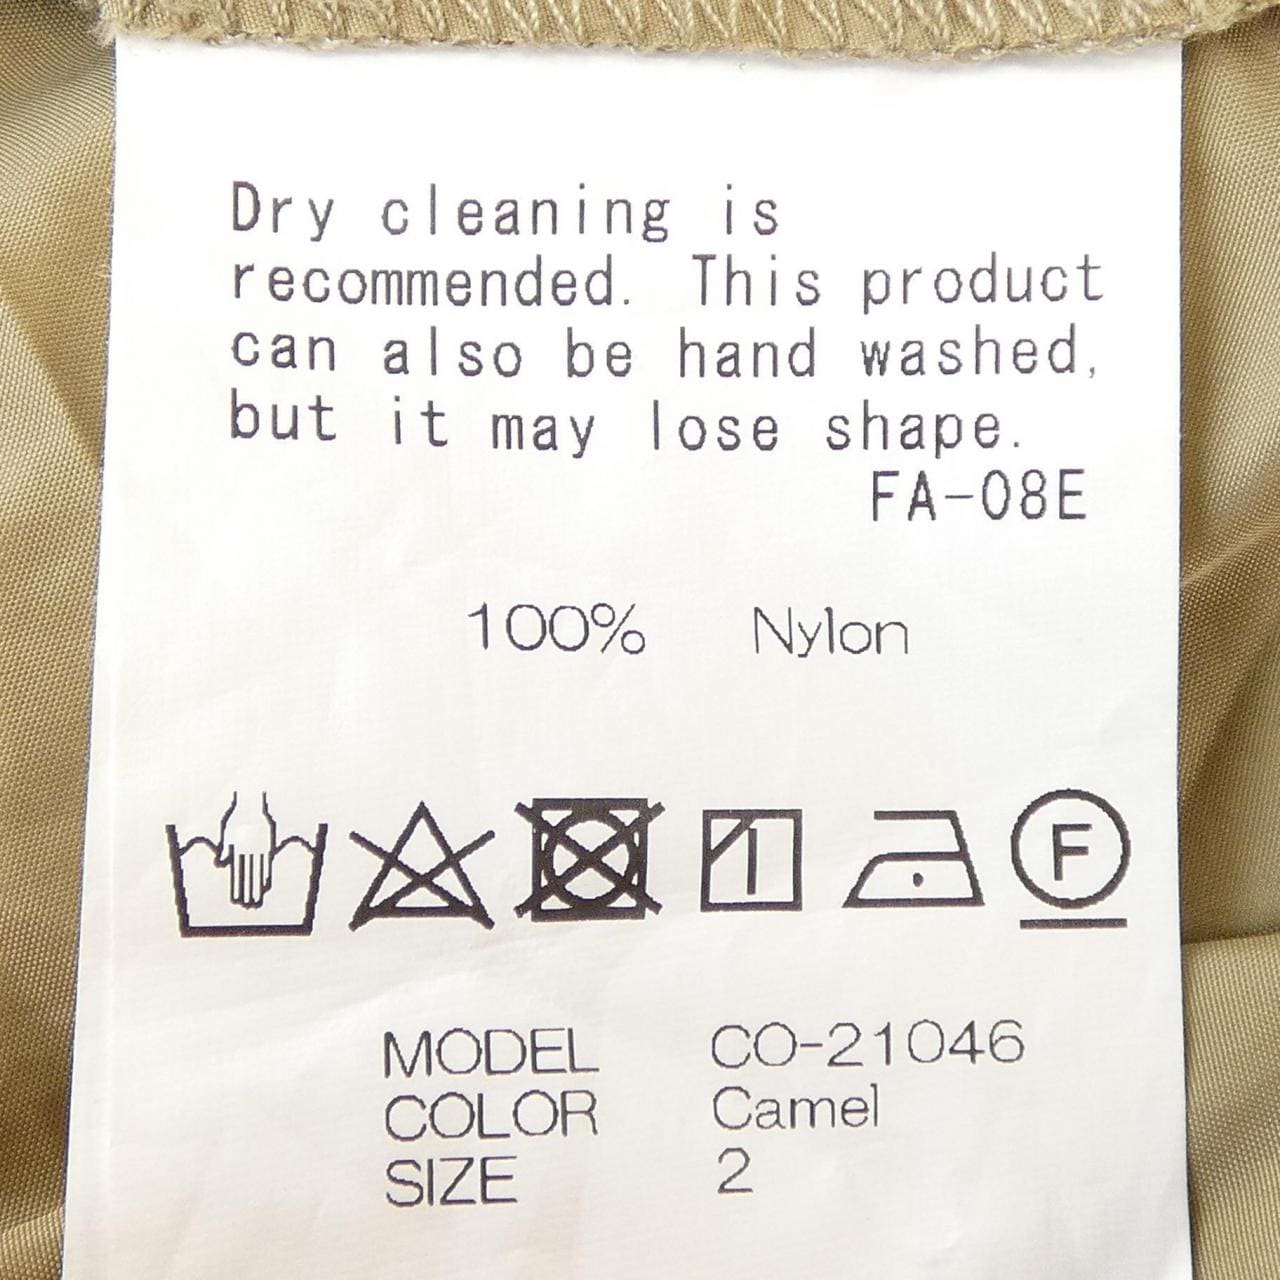 Dry cleaning is
recommended. This product
can also be hand washed,
but it may lose shape.
FA-08E
100% Nylon
F
MODEL CO-21046
COLOR Camel
SIZE 2